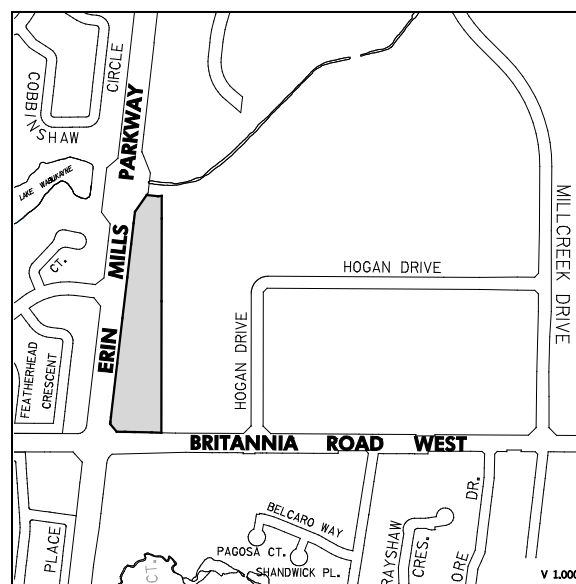 COBBINSHAW
CIRCLE
LAKE WABUKAYNE
ERIN MILLS PARKWAY
CT.
FEATHERHEAD
CRESCENT
HOGAN DRIVE
HOGAN DRIVE
MILLCREEK DRIVE
BRITANNIA ROAD WEST
PLACE
CT.
BELCARO WAY
PAGOSA CT.
SHANDWICK PL.
RAYSHAW
CRES.
ORE DR.